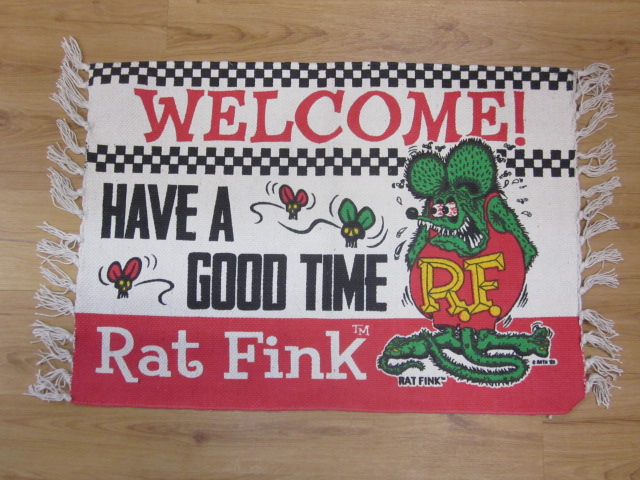 WELCOME!
HAVE A
GOOD TIME
R.F.
Rat Fink™
RAT FINK™